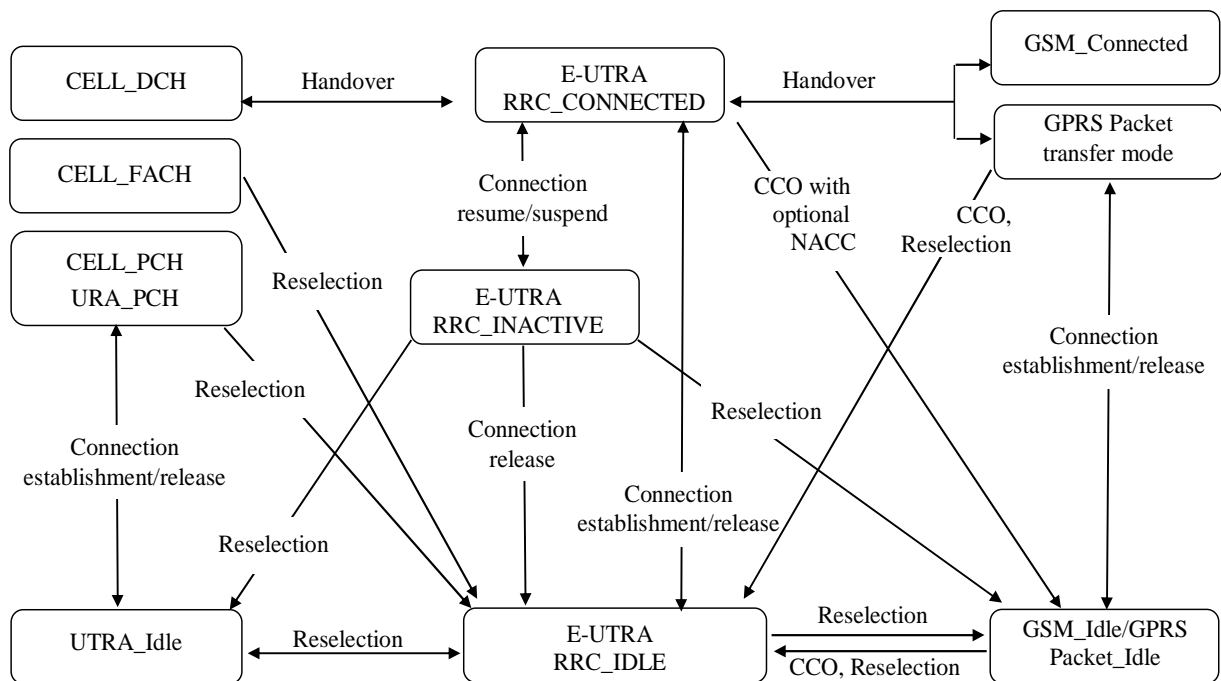 GSM_Connected
CELL_DCH
Handover
E-UTRA
RRC_CONNECTED
Handover
GPRS Packet
transfer mode
CELL_FACH
Connection
resume/suspend
CCO with
optional
NACC
CCO,
Reselection
CELL_PCH
URA_PCH
Reselection
E-UTRA
RRC_INACTIVE
Connection
establishment/release
Reselection
Reselection
Connection
establishment/release
Connection
release
Connection
establishment/release
Reselection
UTRA_Idle
Reselection
E-UTRA
RRC_IDLE
Reselection
CCO, Reselection
GSM_Idle/GPRS
Packet_Idle